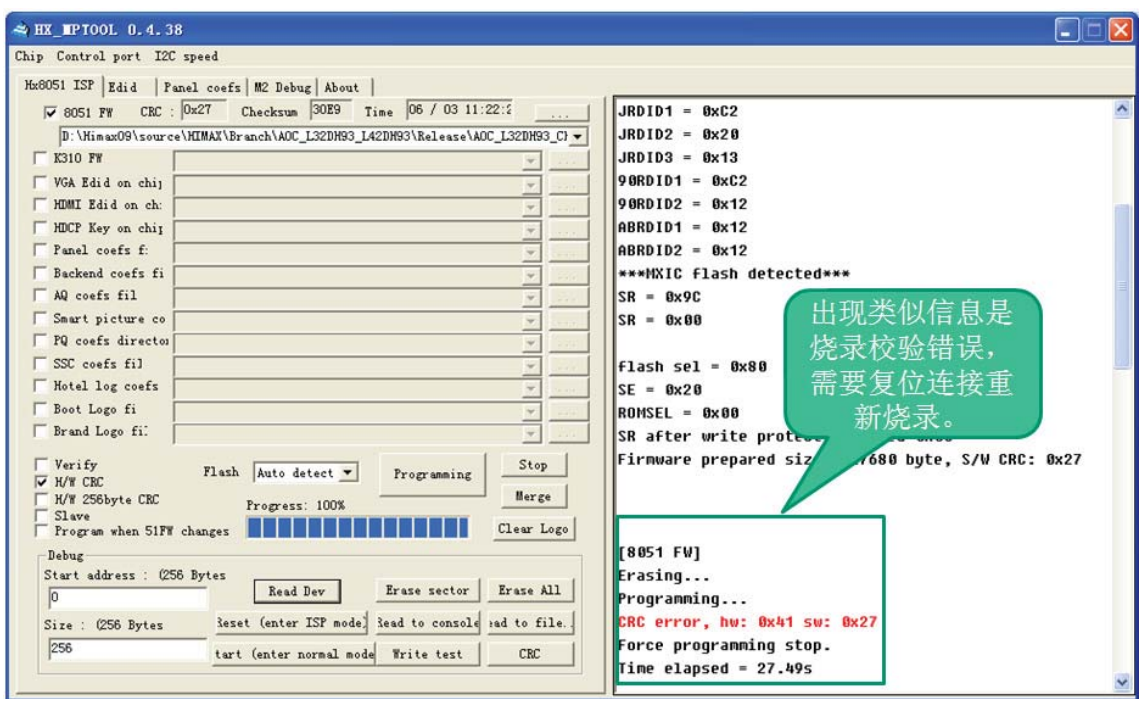 HX_MPTOOL 0.4.38
Chip Control port I2C speed
Hx8051 ISP Edid Panel coefs M2 Debug About
8051 FW CRC : 0x27 Checksum 30E9 Time 06 / 03 11:22:2 ...
D:\Himax09\source\HIMAX\Branch\AOC_L32DH93_L42DH93\Release\AOC_L32DH93_CH
K310 FW
VGA Edid on chip
HDMI Edid on ch:
HDCP Key on chip
Panel coefs f:
Backend coefs fi
AQ coefs fil
Smart picture co
PQ coefs director
SSC coefs fil
Hotel log coefs
Boot Logo fi
Brand Logo fi:
Verify
H/W CRC
H/W 256byte CRC
Slave
Program when 51FW changes
Flash Auto detect Programming Stop
Merge
Progress: 100%
Clear Logo
Debug
Start address : (256 Bytes
0
Read Dev Erase sector Erase All
Size : (256 Bytes
256
Reset (enter ISP mode) Read to console ead to file..
tart (enter normal mode Write test CRC
JRDID1 = 0xC2
JRDID2 = 0x20
JRDID3 = 0x13
90RDID1 = 0xC2
90RDID2 = 0x12
ABRDID1 = 0x12
ABRDID2 = 0x12
***MXIC flash detected***
SR = 0x9C
SR = 0x00
flash sel = 0x80
SE = 0x20
ROMSEL = 0x00
SR after write
Firmware prepared 7680 byte, S/W CRC: 0x27
出现类似信息是
烧录校验错误，
需要复位连接重
新烧录。
[8051 FW]
Erasing...
Programming...
CRC error, hw: 0x41 sw: 0x27
Force programming stop.
Time elapsed = 27.49s